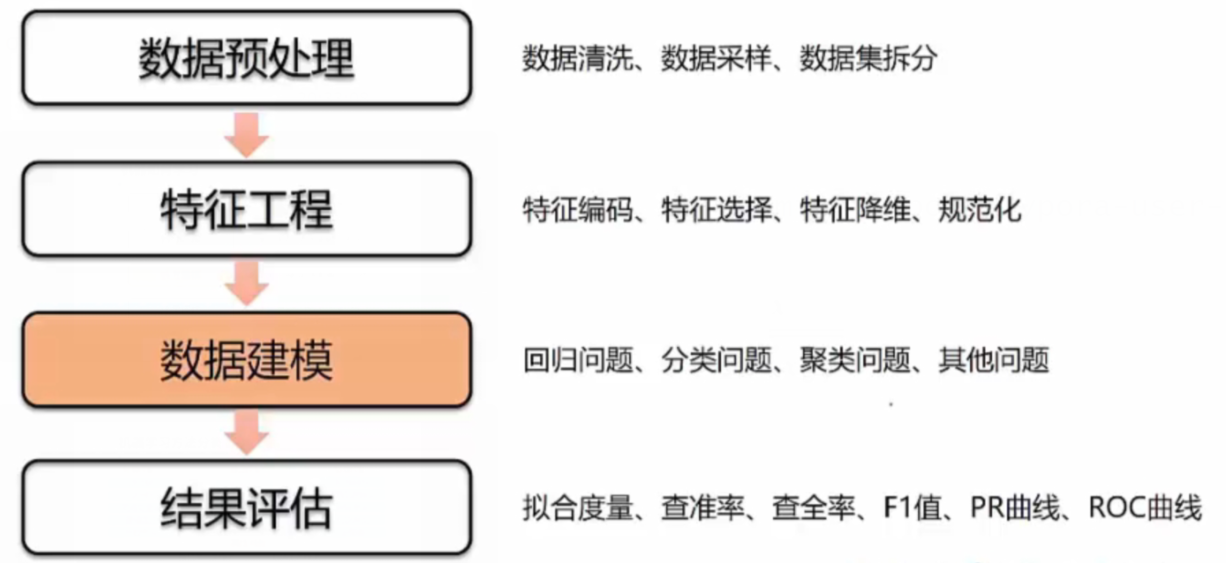 数据预处理
数据清洗、数据采样、数据集拆分
特征工程
特征编码、特征选择、特征降维、规范化
数据建模
回归问题、分类问题、聚类问题、其他问题
结果评估
拟合度量、查准率、查全率、F1值、PR曲线、ROC曲线